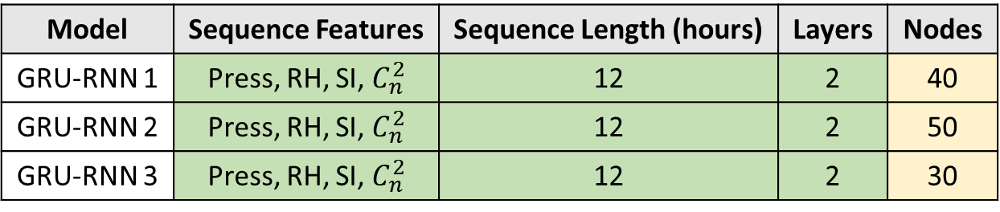 Model Sequence Features Sequence Length (hours) Layers Nodes
GRU-RNN 1 Press, RH, SI, $C_n^2$ 12 2 40
GRU-RNN 2 Press, RH, SI, $C_n^2$ 12 2 50
GRU-RNN 3 Press, RH, SI, $C_n^2$ 12 2 30